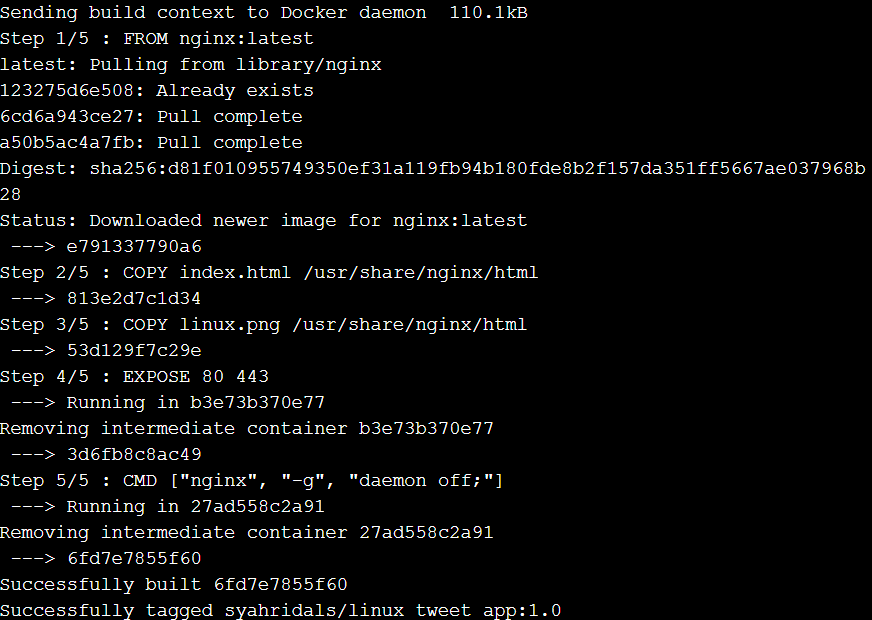 Sending build context to Docker daemon  110.1kB
Step 1/5 : FROM nginx:latest
latest: Pulling from library/nginx
123275d6e508: Already exists
6cd6a943ce27: Pull complete
a50b5ac4a7fb: Pull complete
Digest: sha256:d81f010955749350ef31a119fb94b180fde8b2f157da351ff5667ae037968b
28
Status: Downloaded newer image for nginx:latest
 ---> e791337790a6
Step 2/5 : COPY index.html /usr/share/nginx/html
 ---> 813e2d7c1d34
Step 3/5 : COPY linux.png /usr/share/nginx/html
 ---> 53d129f7c29e
Step 4/5 : EXPOSE 80 443
 ---> Running in b3e73b370e77
Removing intermediate container b3e73b370e77
 ---> 3d6fb8c8ac49
Step 5/5 : CMD ["nginx", "-g", "daemon off;"]
 ---> Running in 27ad558c2a91
Removing intermediate container 27ad558c2a91
 ---> 6fd7e7855f60
Successfully built 6fd7e7855f60
Successfully tagged syahridals/linux tweet app:1.0